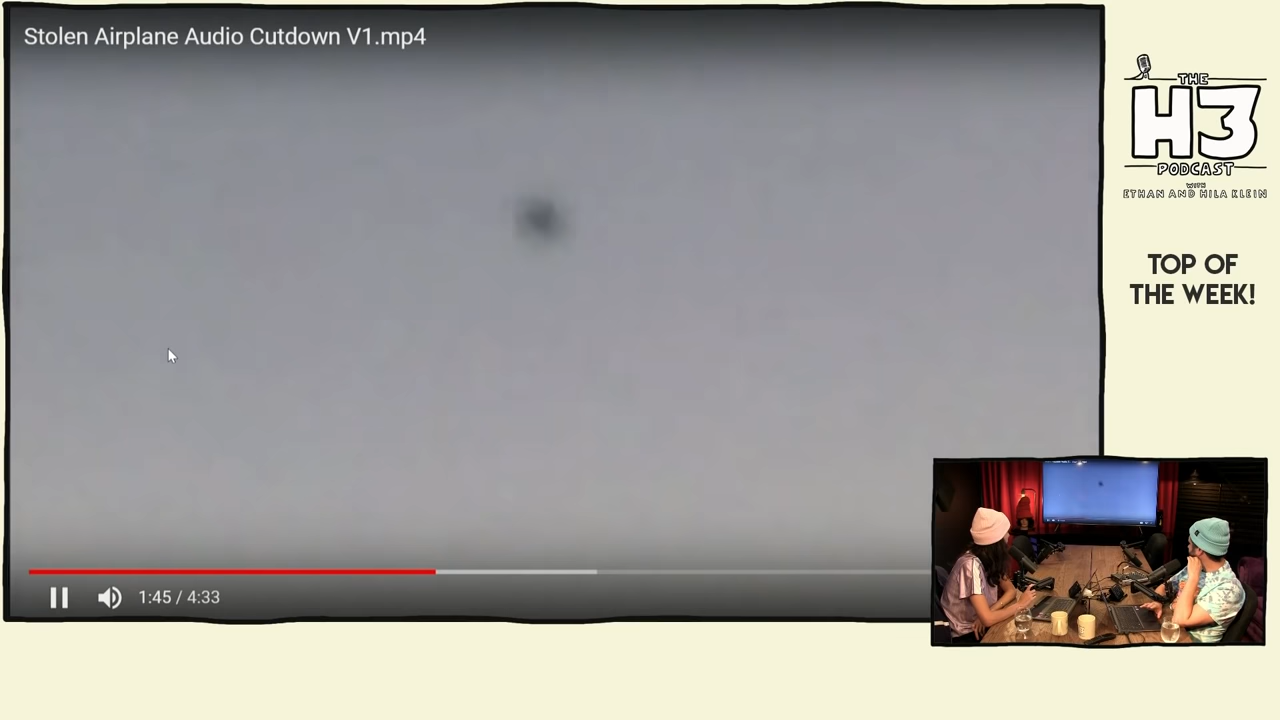 Stolen Airplane Audio Cutdown V1.mp4
THE
H3
PODCAST
WITH
ETHAN AND HILA KLEIN
TOP OF
THE WEEK!
1:45 / 4:33